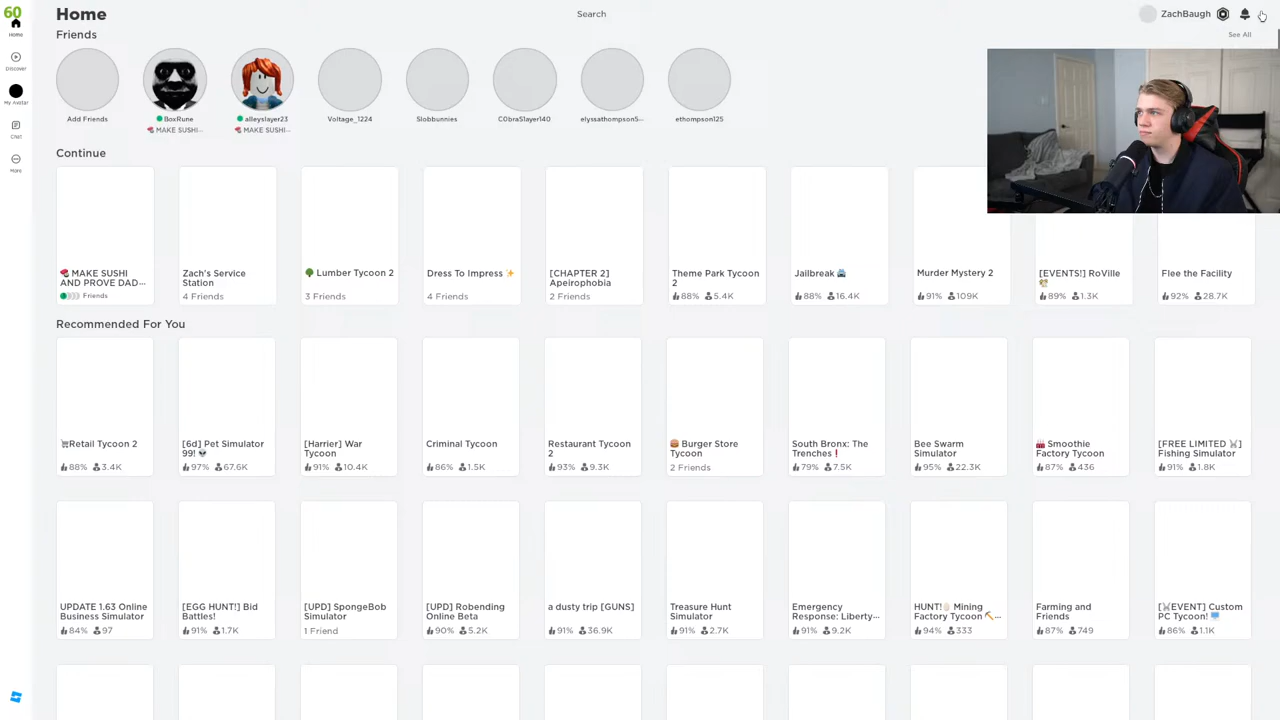 60
Home
Search
ZachBaugh
Home
Discover
My Avatar
Chat
More
Friends
See All
Add Friends
BoxRune
MAKE SUSHI...
alleyslayer23
MAKE SUSHI...
Voltage_1224
Slobbunnies
C0braSlayer140
elyssathompson5...
ethompson125
Continue
MAKE SUSHI
AND PROVE DAD...
Friends
Zach's Service
Station
4 Friends
Lumber Tycoon 2
3 Friends
Dress To Impress ✨
4 Friends
[CHAPTER 2]
Apeirophobia
2 Friends
Theme Park Tycoon
2
88% 5.4K
Jailbreak
88% 16.4K
Murder Mystery 2
91% 109K
[EVENTS!] RoVille
89% 1.3K
Flee the Facility
92% 28.7K
Recommended For You
🛒Retail Tycoon 2
88% 3.4K
[6d] Pet Simulator
99! 👽
97% 67.6K
[Harrier] War
Tycoon
91% 10.4K
Criminal Tycoon
86% 1.5K
Restaurant Tycoon
2
93% 9.3K
🍔 Burger Store
Tycoon
2 Friends
South Bronx: The
Trenches❗
79% 7.5K
Bee Swarm
Simulator
95% 22.3K
Smoothie
Factory Tycoon
87% 436
[FREE LIMITED]
Fishing Simulator
91% 1.8K
UPDATE 1.63 Online
Business Simulator
84% 97
[EGG HUNT!] Bid
Battles!
91% 1.7K
[UPD] SpongeBob
Simulator
1 Friend
[UPD] Robending
Online Beta
90% 5.2K
a dusty trip [GUNS]
91% 36.9K
Treasure Hunt
Simulator
91% 2.7K
Emergency
Response: Liberty...
91% 9.2K
HUNT! Mining
Factory Tycoon ⛏️...
94% 333
Farming and
Friends
87% 749
[EVENT] Custom
PC Tycoon! 🖥️
86% 1.1K